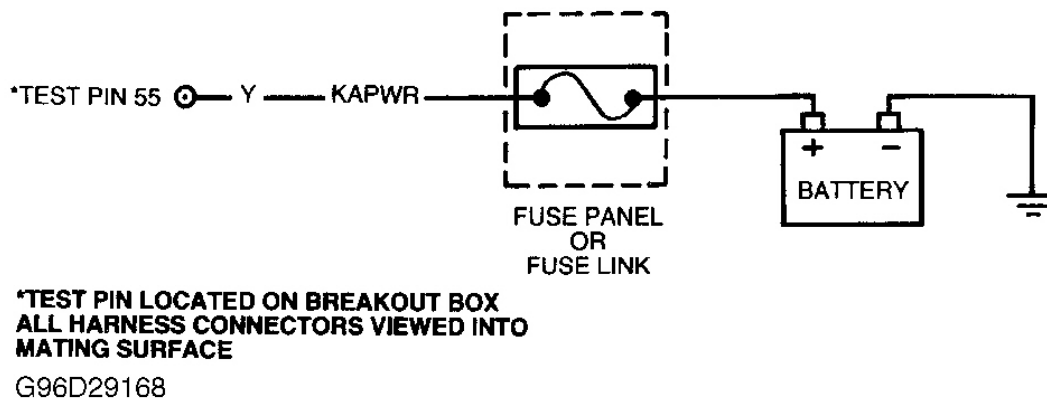 *TEST PIN 55
Y
KAPWR
+
−
BATTERY
FUSE PANEL
OR
FUSE LINK
*TEST PIN LOCATED ON BREAKOUT BOX
ALL HARNESS CONNECTORS VIEWED INTO
MATING SURFACE
G96D29168